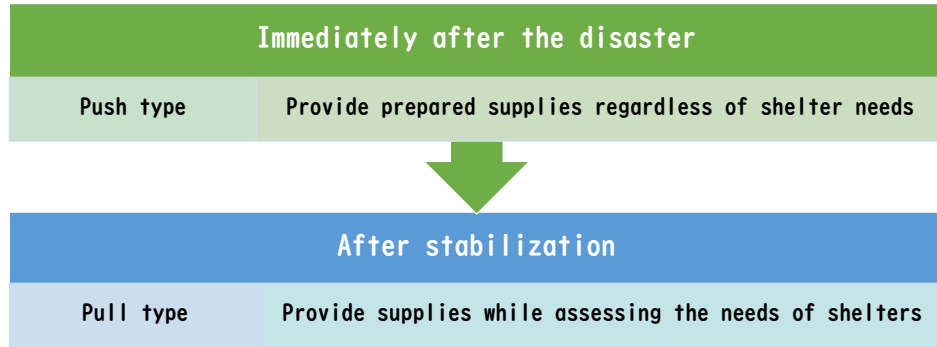 Immediately after the disaster
Push type
Provide prepared supplies regardless of shelter needs
After stabilization
Pull type
Provide supplies while assessing the needs of shelters